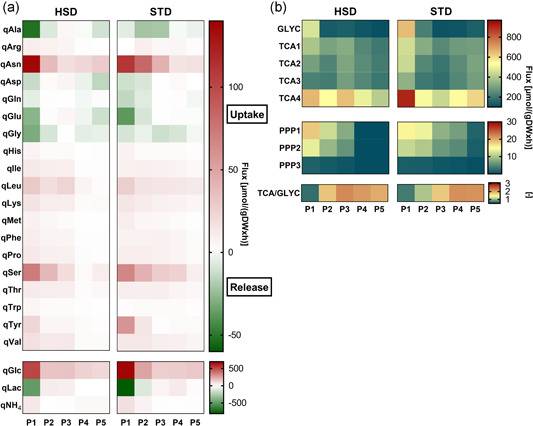 (a)
HSD STD
qAla
qArg
qAsn
qAsp
qGln
qGlu
qGly
qHis
qIle
qLeu
qLys
qMet
qPhe
qPro
qSer
qThr
qTrp
qTyr
qVal
100
50
0
-50
Flux [µmol/(gDWxh)]
Uptake
Release
qGlc
qLac
qNH4
500
0
-500
P1 P2 P3 P4 P5 P1 P2 P3 P4 P5
(b)
HSD STD
GLYC
TCA1
TCA2
TCA3
TCA4
800
600
400
200
Flux [µmol/(gDWxh)]
PPP1
PPP2
PPP3
30
20
10
0
TCA/GLYC
3
2
1
[-]
P1 P2 P3 P4 P5 P1 P2 P3 P4 P5